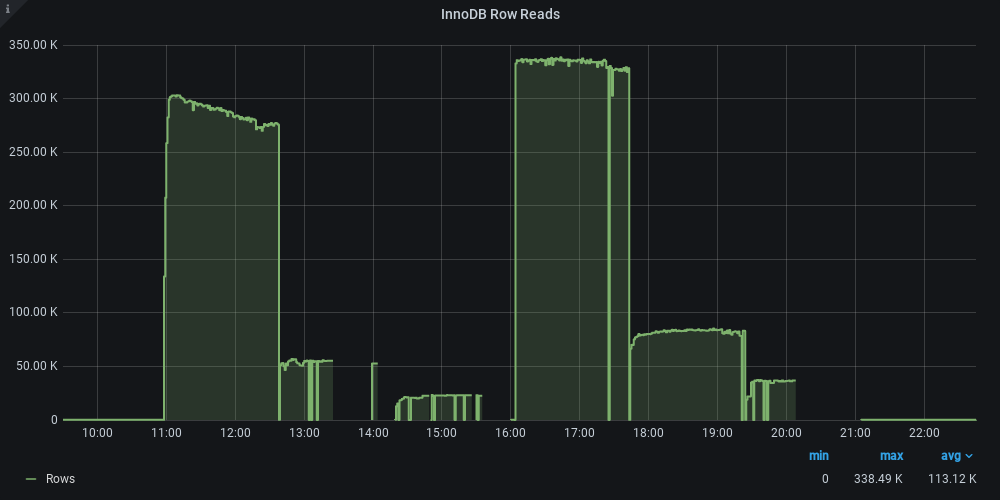 i
InnoDB Row Reads
350.00 K
300.00 K
250.00 K
200.00 K
150.00 K
100.00 K
50.00 K
0
10:00 11:00 12:00 13:00 14:00 15:00 16:00 17:00 18:00 19:00 20:00 21:00 22:00
min max avg
Rows 0 338.49 K 113.12 K